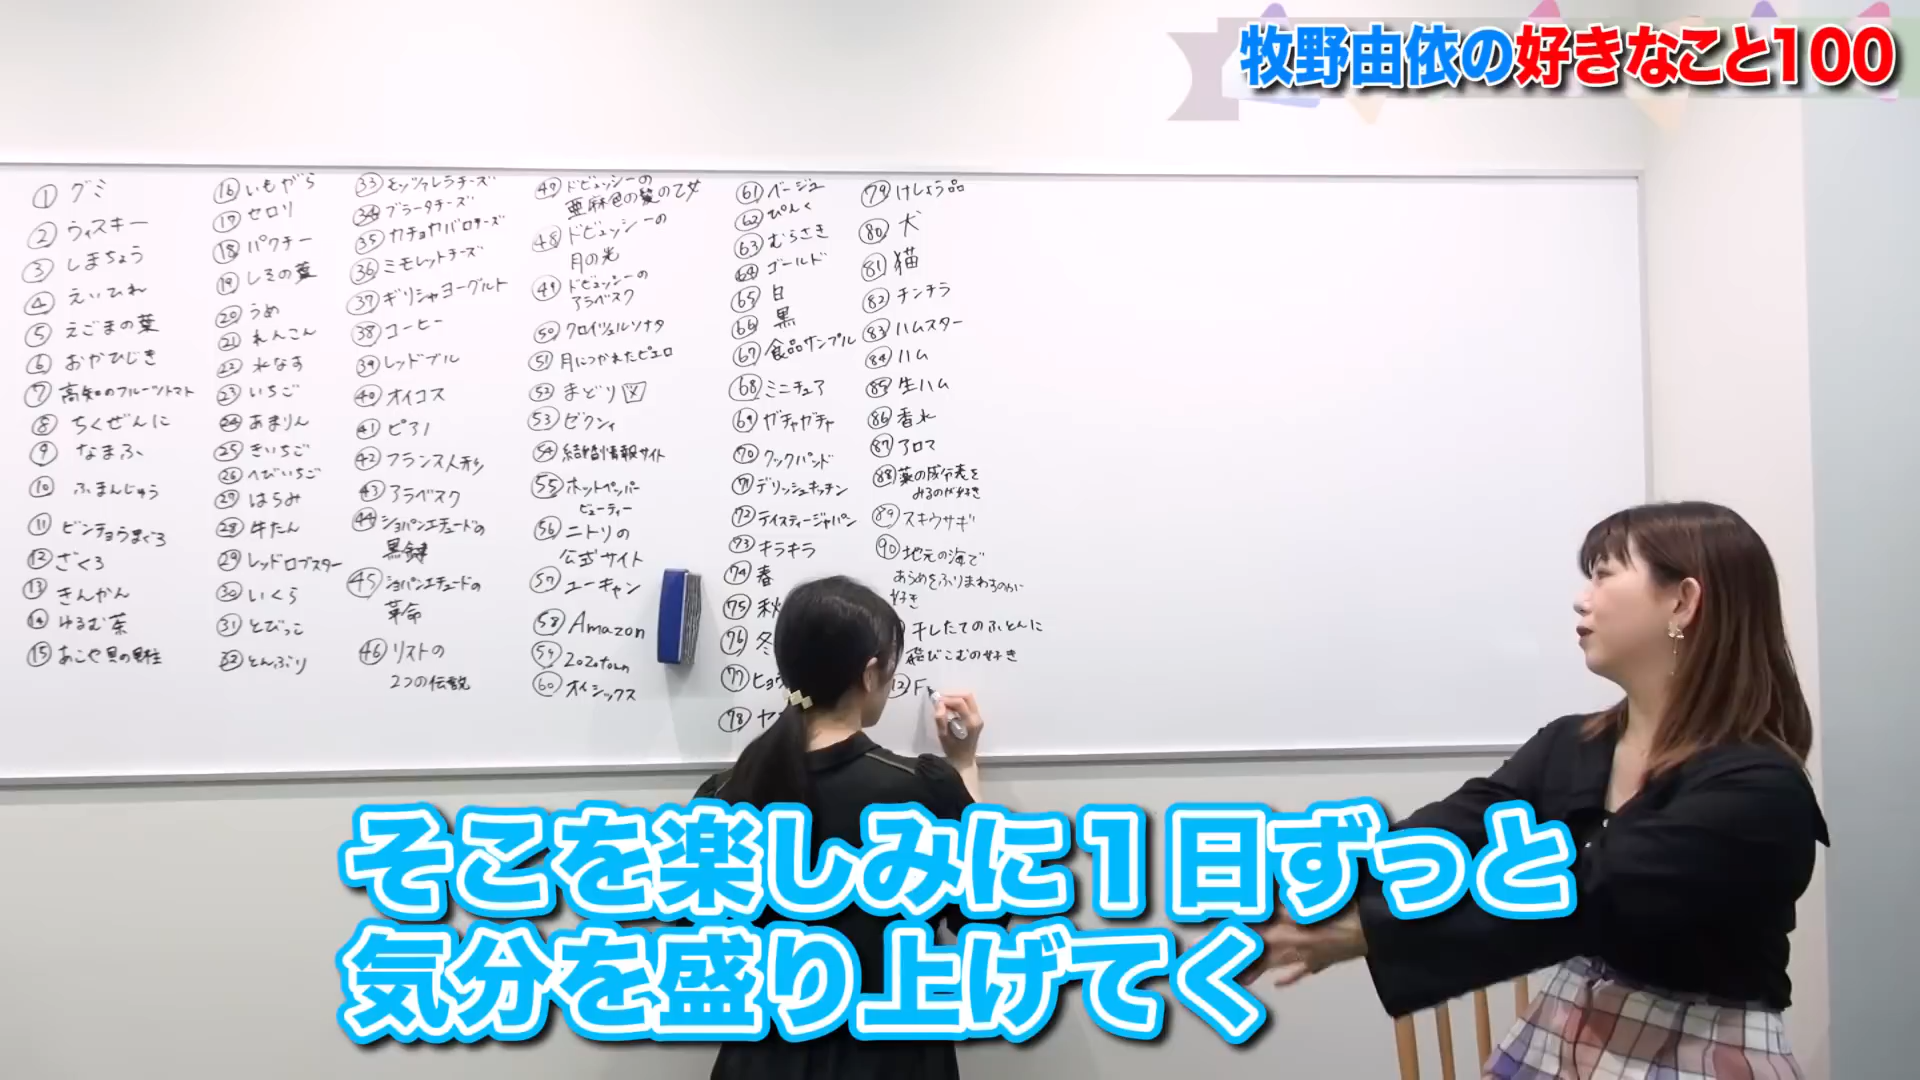 牧野由依の好きなこと100
① グミ
② ウィスキー
③ しまちょう
④ えいひれ
⑤ えごまの葉
⑥ おかひじき
⑦ 高知のフルーツトマト
⑧ ちくぜんに
⑨ なまふ
⑩ ふまんじゅう
⑪ ビンチョウまぐろ
⑫ ざくろ
⑬ きんかん
⑭ ゆるむ茶
⑮ あこや貝の
⑯ いもがら
⑰ セロリ
⑱ パクチー
⑲ しその葉
⑳ うめ
㉑ れんこん
㉒ 水なす
㉓ いちご
㉔ あまりん
㉕ きいちご
㉖ へびいちご
㉗ はらみ
㉘ 牛たん
㉙ レッドロブスター
㉚ いくら
㉛ とびっこ
㉜ とんぶり
㉝ モッツァレラチーズ
㉞ ブラータチーズ
㉟ カチョカバロチーズ
㊱ ミモレットチーズ
㊲ ギリシャヨーグルト
㊳ コーヒー
㊴ レッドブル
㊵ オイコス
㊶ ピアノ
㊷ フランス人形
㊸ アラベスク
㊹ ショパンエチュードの
黒鍵
㊺ ショパンエチュードの
革命
㊻ リストの
2つの伝説
㊼ ドビュッシーの
亜麻色の髪の乙女
㊽ ドビュッシーの
月の光
㊾ ドビュッシーの
アラベスク
㊿ クロイツェルソナタ
51 月につかれたピエロ
52 まどり図
53 ゼクシィ
54 結婚情報サイト
55 ホットペッパー
ビューティー
56 ニトリの
公式サイト
57 ユーキャン
58 Amazon
59 ZOZOtown
60 オイシックス
61 ベージュ
62 ぴんく
63 むらさき
64 ゴールド
65 白
66 黒
67 食品サンプル
68 ミニチュア
69 ガチャガチャ
70 クックパッド
71 デリッシュキッチン
72 テイスティージャパン
73 キラキラ
74 春
75 秋
76 冬
77 ヒョウ
78 ヤ
79 けしょう品
80 犬
81 猫
82 チンチラ
83 ハムスター
84 ハム
85 生ハム
86 香水
87 アロマ
88 薬の成分表を
みるのが好き
89 スキウサギ
90 地元の海で
あらめをふりまわすのが
好き
干したてのふとんに
飛びこむの好き
F
そこを楽しみに１日ずっと
気分を盛り上げてく